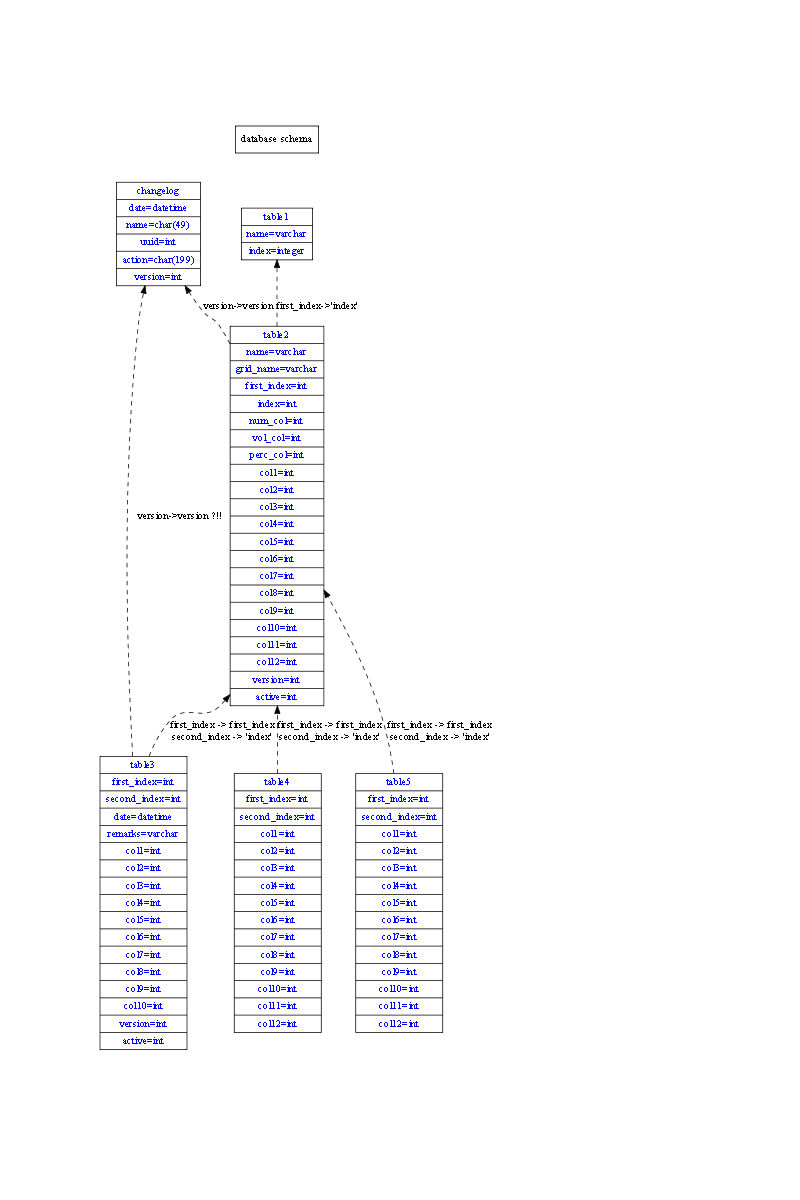 database schema
changelog
date=datetime
name=char(49)
uuid=int
action=char(199)
version=int
table1
name=varchar
index=integer
version->version
first_index->'index'
table2
name=varchar
grid_name=varchar
first_index=int
index=int
num_col=int
vol_col=int
perc_col=int
col1=int
col2=int
col3=int
col4=int
col5=int
col6=int
col7=int
col8=int
col9=int
col10=int
col11=int
col12=int
version=int
active=int
version->version ?!!
first_index -> first_index
second_index -> 'index'
first_index -> first_index
second_index -> 'index'
first_index -> first_index
second_index -> 'index'
table3
first_index=int
second_index=int
date=datetime
remarks=varchar
col1=int
col2=int
col3=int
col4=int
col5=int
col6=int
col7=int
col8=int
col9=int
col10=int
version=int
active=int
table4
first_index=int
second_index=int
col1=int
col2=int
col3=int
col4=int
col5=int
col6=int
col7=int
col8=int
col9=int
col10=int
col11=int
col12=int
table5
first_index=int
second_index=int
col1=int
col2=int
col3=int
col4=int
col5=int
col6=int
col7=int
col8=int
col9=int
col10=int
col11=int
col12=int